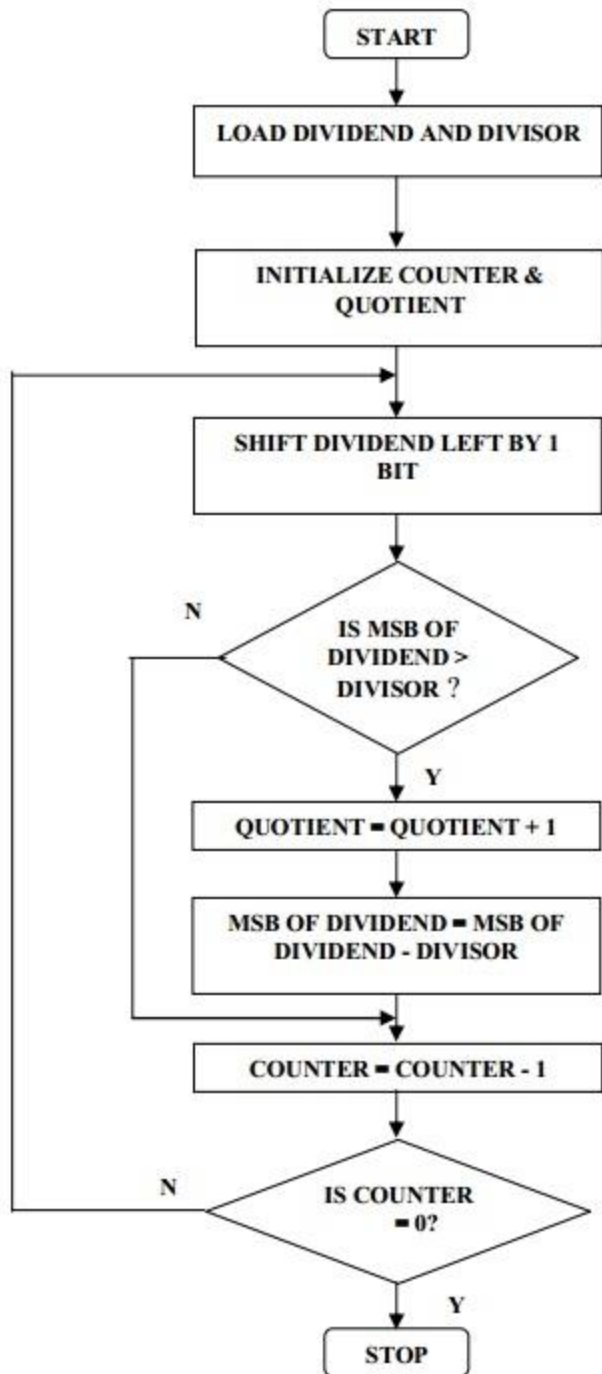 START
LOAD DIVIDEND AND DIVISOR
INITIALIZE COUNTER &
QUOTIENT
SHIFT DIVIDEND LEFT BY 1
BIT
N
IS MSB OF
DIVIDEND >
DIVISOR ?
Y
QUOTIENT = QUOTIENT + 1
MSB OF DIVIDEND = MSB OF
DIVIDEND - DIVISOR
COUNTER = COUNTER - 1
N
IS COUNTER
= 0?
Y
STOP